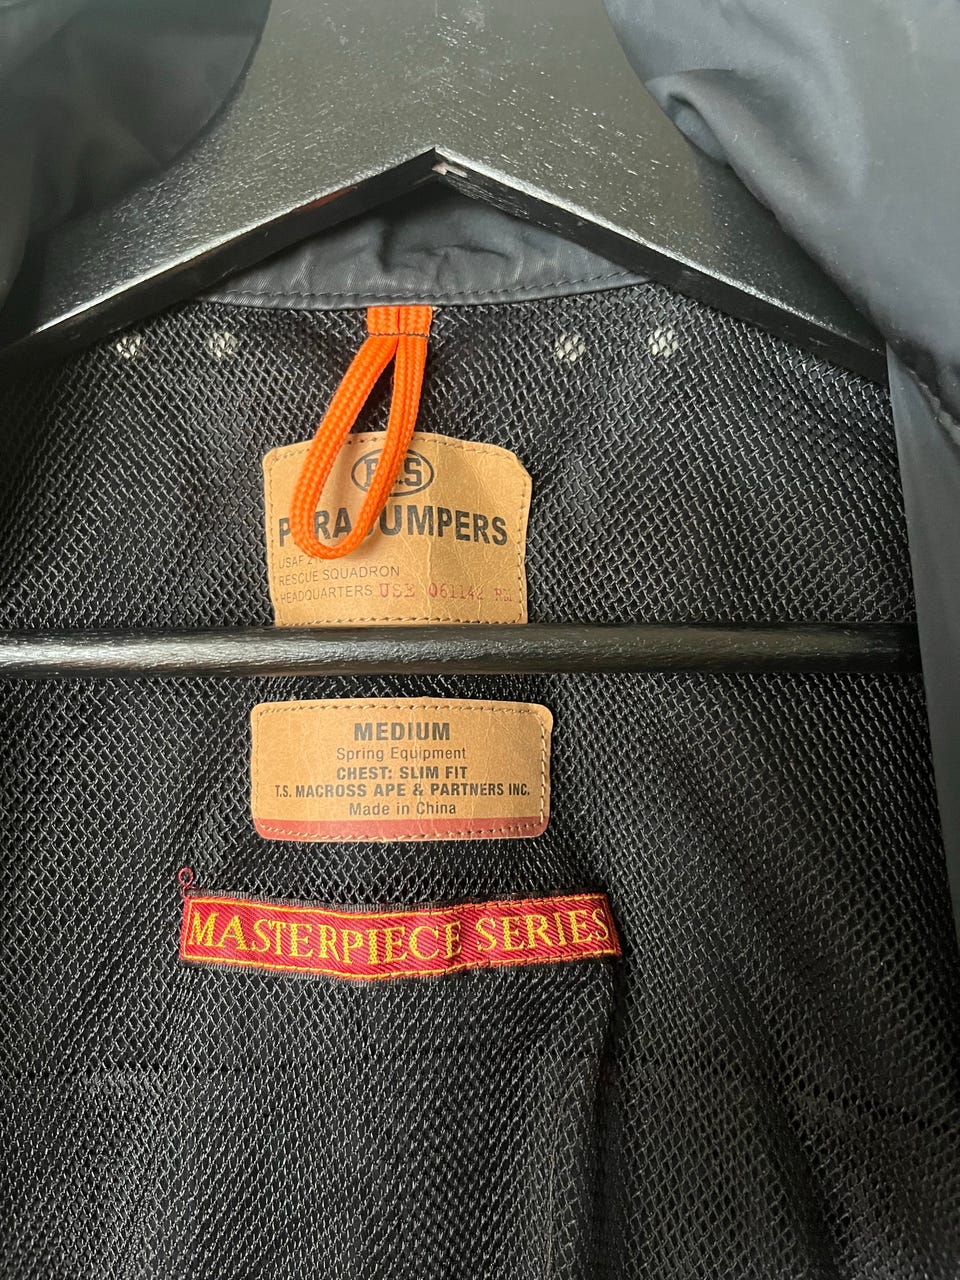 PARAJUMPERS
USAF
RESCUE SQUADRON
HEADQUARTERS USE 061142
MEDIUM
Spring Equipment
CHEST: SLIM FIT
T.S. MACROSS APE & PARTNERS INC.
Made in China
MASTERPIECE SERIES